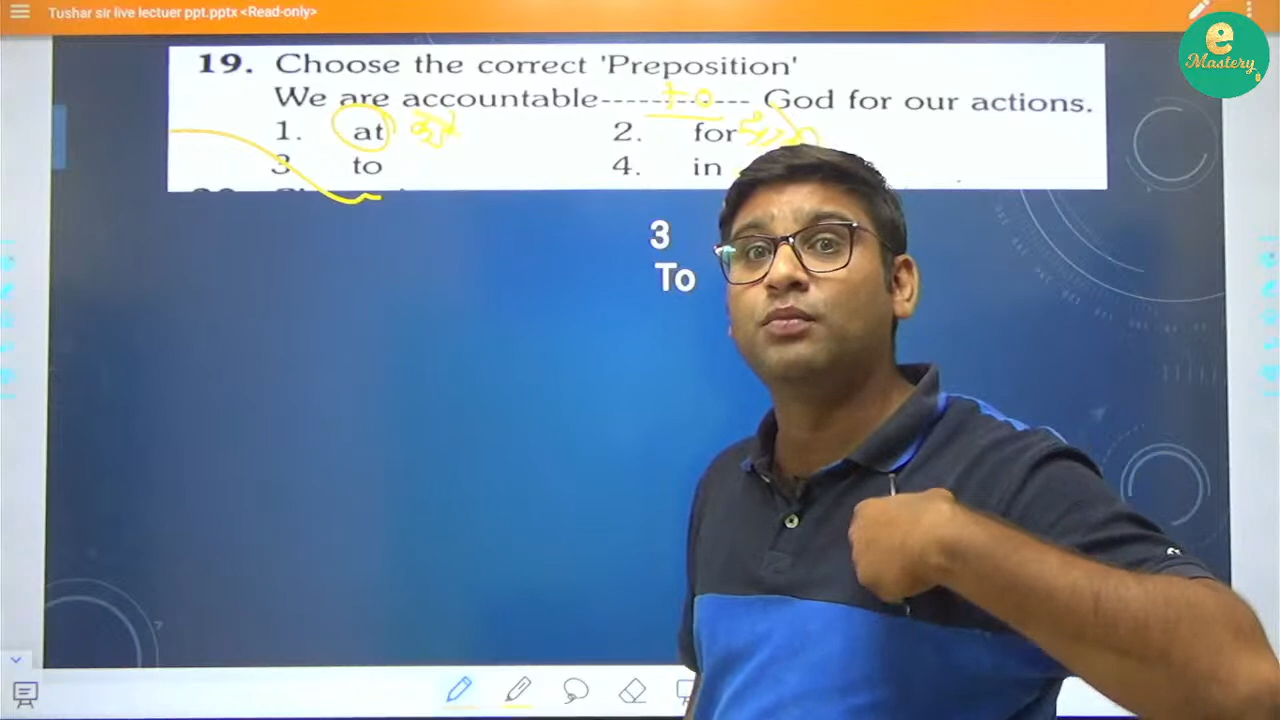 Tushar sir live lectuer ppt.pptx <Read-only>
e
Mastery
19. Choose the correct 'Preposition'
to
We are accountable------------ God for our actions.
1. at 2. for
3 to 4. in
3
To